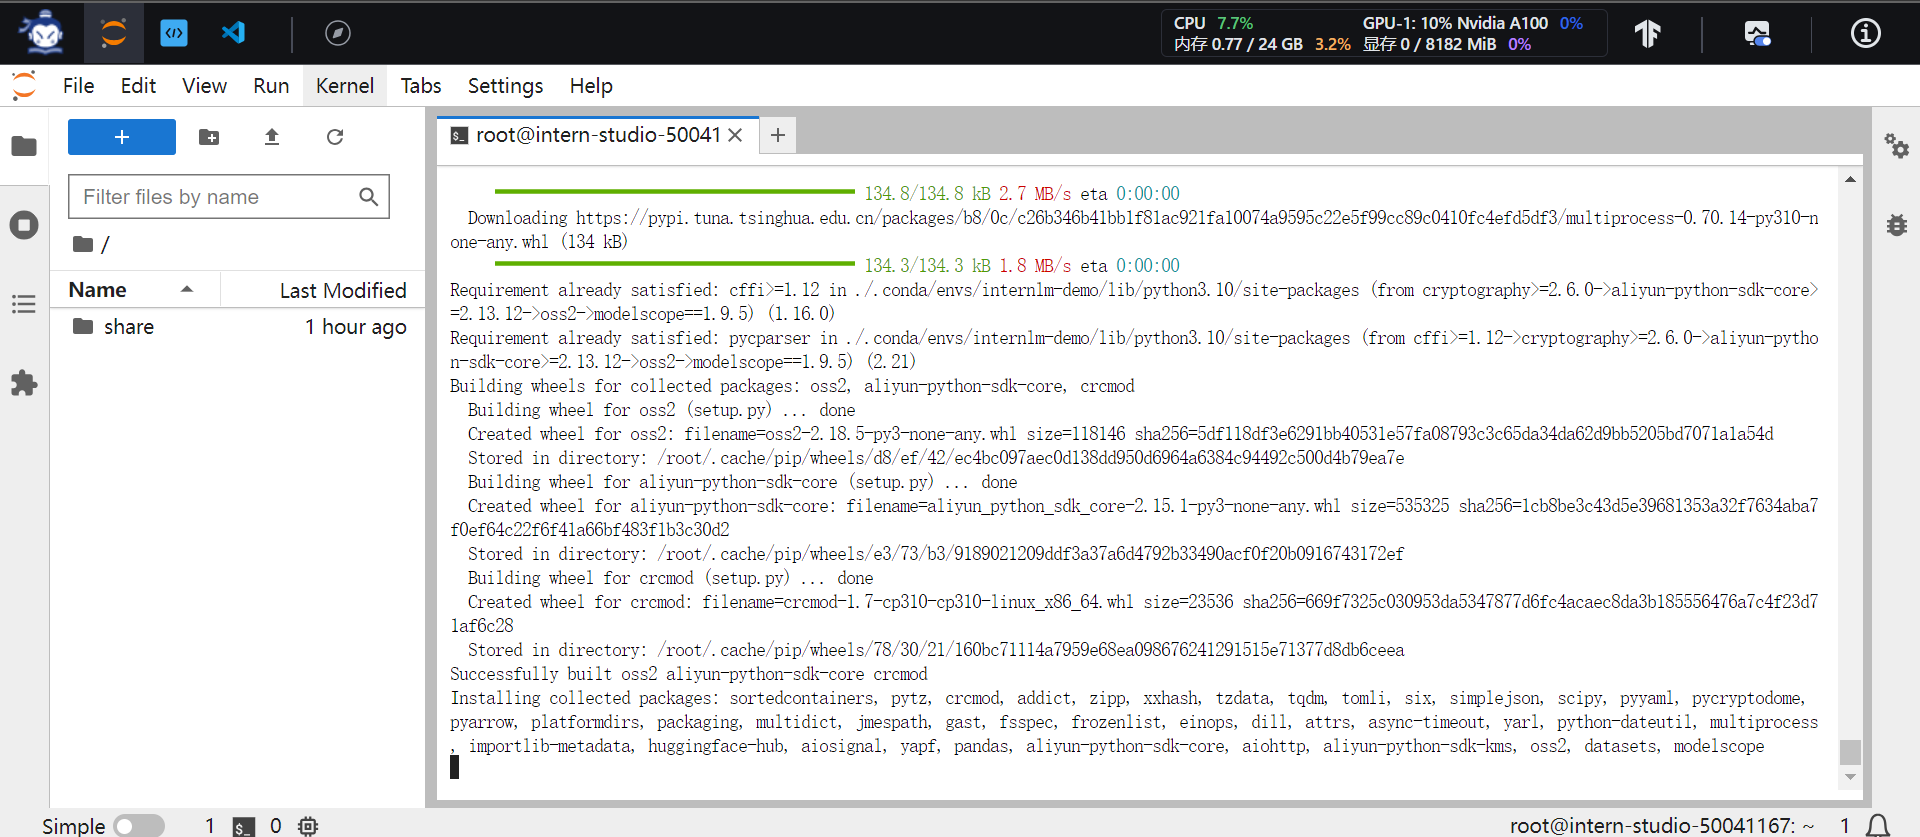 CPU 7.7% GPU-1: 10% Nvidia A100 0%
内存 0.77 / 24 GB 3.2% 显存 0 / 8182 MiB 0%
File Edit View Run Kernel Tabs Settings Help
+
root@intern-studio-50041 × +
Filter files by name
/
Name Last Modified
share 1 hour ago
134.8/134.8 kB 2.7 MB/s eta 0:00:00
Downloading https://pypi.tuna.tsinghua.edu.cn/packages/b8/0c/c26b346b41bb1f81ac921fa10074a9595c22e5f99cc89c0410fc4efd5df3/multiprocess-0.70.14-py310-n
one-any.whl (134 kB)
134.3/134.3 kB 1.8 MB/s eta 0:00:00
Requirement already satisfied: cffi>=1.12 in ./.conda/envs/internlm-demo/lib/python3.10/site-packages (from cryptography>=2.6.0->aliyun-python-sdk-core>
=2.13.12->oss2->modelscope==1.9.5) (1.16.0)
Requirement already satisfied: pycparser in ./.conda/envs/internlm-demo/lib/python3.10/site-packages (from cffi>=1.12->cryptography>=2.6.0->aliyun-pytho
n-sdk-core>=2.13.12->oss2->modelscope==1.9.5) (2.21)
Building wheels for collected packages: oss2, aliyun-python-sdk-core, crcmod
Building wheel for oss2 (setup.py) ... done
Created wheel for oss2: filename=oss2-2.18.5-py3-none-any.whl size=118146 sha256=5df118df3e6291bb40531e57fa08793c3c65da34da62d9bb5205bd7071a1a54d
Stored in directory: /root/.cache/pip/wheels/d8/ef/42/ec4bc097aec0d138dd950d6964a6384c94492c500d4b79ea7e
Building wheel for aliyun-python-sdk-core (setup.py) ... done
Created wheel for aliyun-python-sdk-core: filename=aliyun_python_sdk_core-2.15.1-py3-none-any.whl size=535325 sha256=1cb8be3c43d5e39681353a32f7634aba7
f0ef64c22f6f41a66bf483f1b3c30d2
Stored in directory: /root/.cache/pip/wheels/e3/73/b3/9189021209ddf3a37a6d4792b33490acf0f20b0916743172ef
Building wheel for crcmod (setup.py) ... done
Created wheel for crcmod: filename=crcmod-1.7-cp310-cp310-linux_x86_64.whl size=23536 sha256=669f7325c030953da5347877d6fc4acaec8da3b185556476a7c4f23d7
1af6c28
Stored in directory: /root/.cache/pip/wheels/78/30/21/160bc71114a7959e68ea098676241291515e71377d8db6ceea
Successfully built oss2 aliyun-python-sdk-core crcmod
Installing collected packages: sortedcontainers, pytz, crcmod, addict, zipp, xxhash, tzdata, tqdm, tomli, six, simplejson, scipy, pyyaml, pycryptodome,
pyarrow, platformdirs, packaging, multidict, jmespath, gast, fsspec, frozenlist, einops, dill, attrs, async-timeout, yarl, python-dateutil, multiprocess
, importlib-metadata, huggingface-hub, aiosignal, yapf, pandas, aliyun-python-sdk-core, aiohttp, aliyun-python-sdk-kms, oss2, datasets, modelscope
Simple 1 0 root@intern-studio-50041167: ~ 1